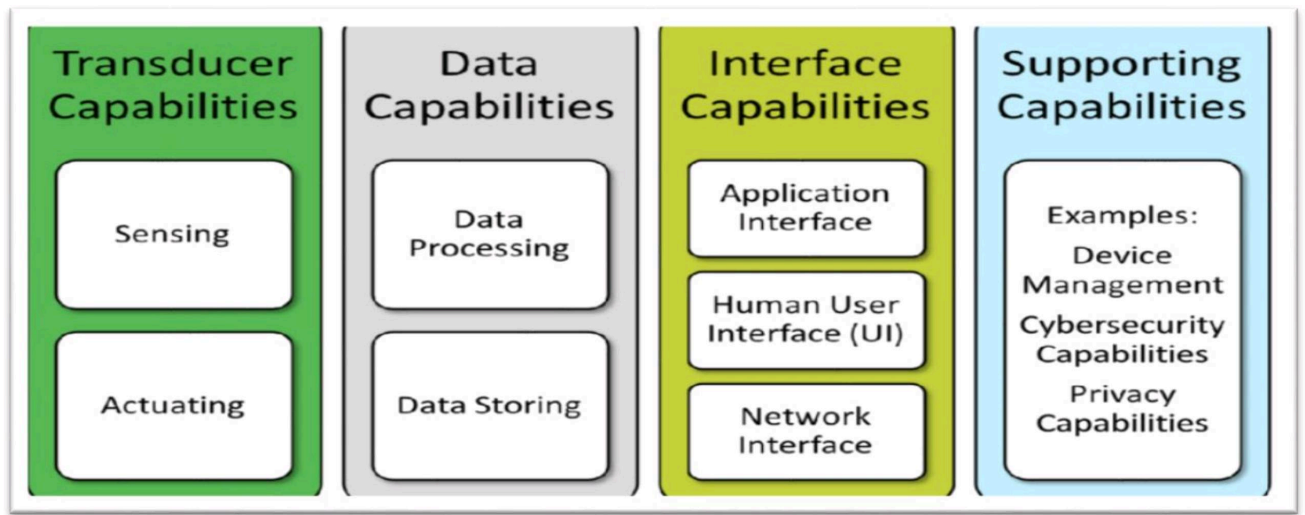 Transducer
Capabilities
Sensing
Actuating
Data
Capabilities
Data
Processing
Data Storing
Interface
Capabilities
Application
Interface
Human User
Interface (UI)
Network
Interface
Supporting
Capabilities
Examples:
Device
Management
Cybersecurity
Capabilities
Privacy
Capabilities